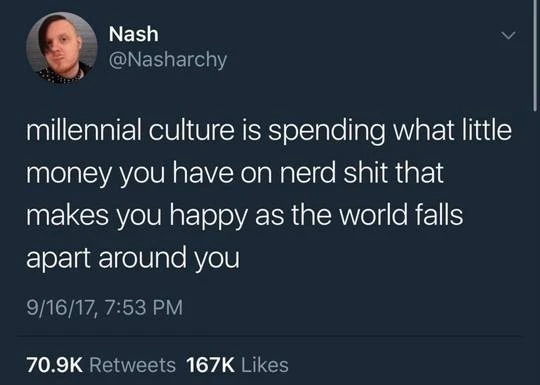 Nash
@Nasharchy
millennial culture is spending what little
money you have on nerd shit that
makes you happy as the world falls
apart around you
9/16/17, 7:53 PM
70.9K Retweets 167K Likes